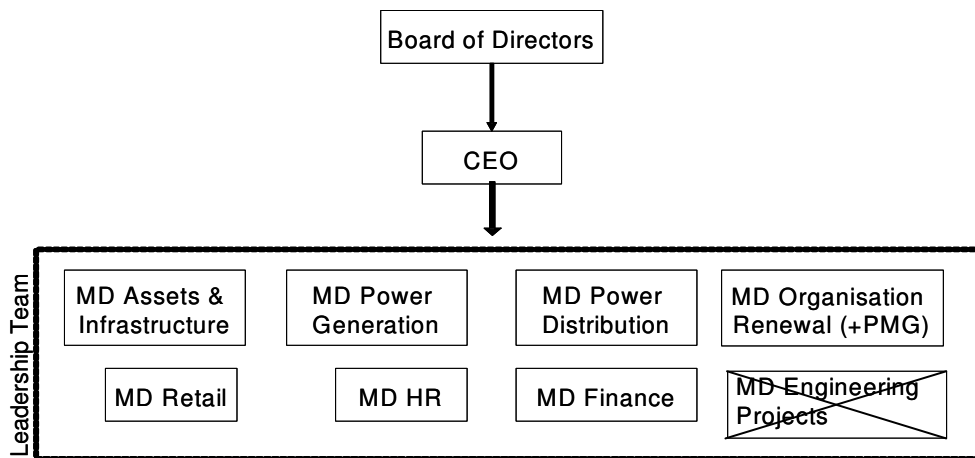 Board of Directors
CEO
Leadership Team
MD Assets &
Infrastructure
MD Power
Generation
MD Power
Distribution
MD Organisation
Renewal (+PMG)
MD Retail
MD HR
MD Finance
MD Engineering
Projects